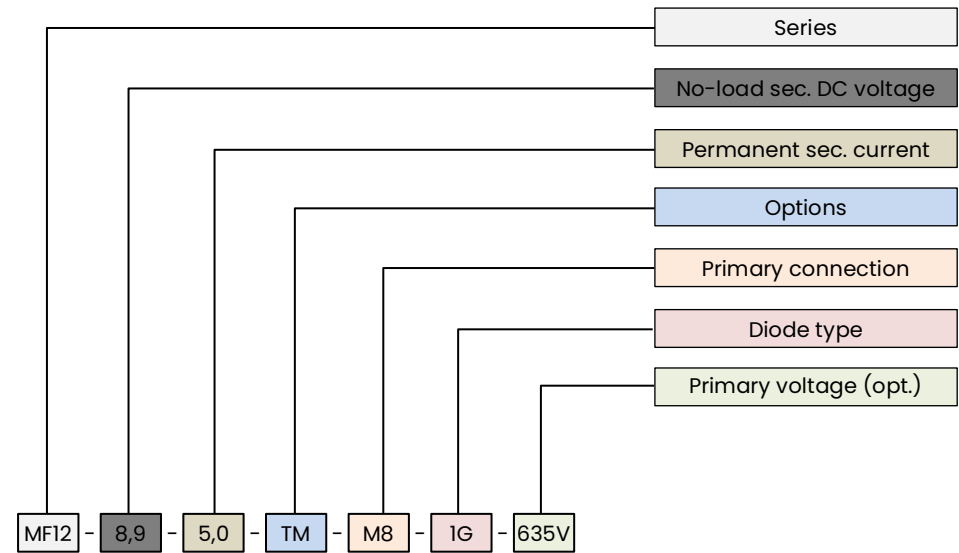 Series
No-load sec. DC voltage
Permanent sec. current
Options
Primary connection
Diode type
Primary voltage (opt.)
MF12 - 8,9 - 5,0 - TM - M8 - 1G - 635V